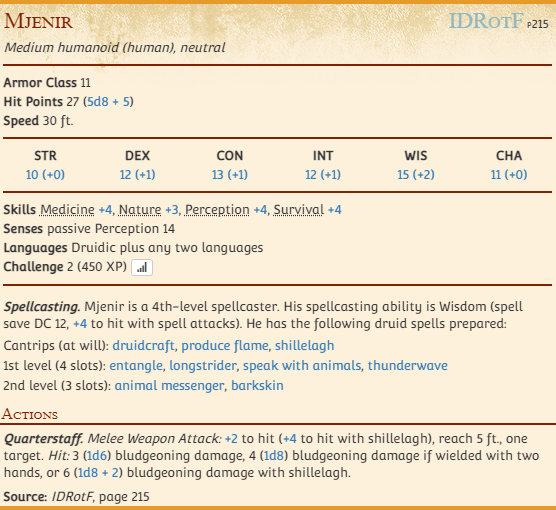 Mjenir IDRotF p215
Medium humanoid (human), neutral
Armor Class 11
Hit Points 27 (5d8 + 5)
Speed 30 ft.
STR DEX CON INT WIS CHA
10 (+0) 12 (+1) 13 (+1) 12 (+1) 15 (+2) 11 (+0)
Skills Medicine +4, Nature +3, Perception +4, Survival +4
Senses passive Perception 14
Languages Druidic plus any two languages
Challenge 2 (450 XP)
Spellcasting. Mjenir is a 4th-level spellcaster. His spellcasting ability is Wisdom (spell
save DC 12, +4 to hit with spell attacks). He has the following druid spells prepared:
Cantrips (at will): druidcraft, produce flame, shillelagh
1st level (4 slots): entangle, longstrider, speak with animals, thunderwave
2nd level (3 slots): animal messenger, barkskin
Actions
Quarterstaff. Melee Weapon Attack: +2 to hit (+4 to hit with shillelagh), reach 5 ft., one
target. Hit: 3 (1d6) bludgeoning damage, 4 (1d8) bludgeoning damage if wielded with two
hands, or 6 (1d8 + 2) bludgeoning damage with shillelagh.
Source: IDRotF, page 215